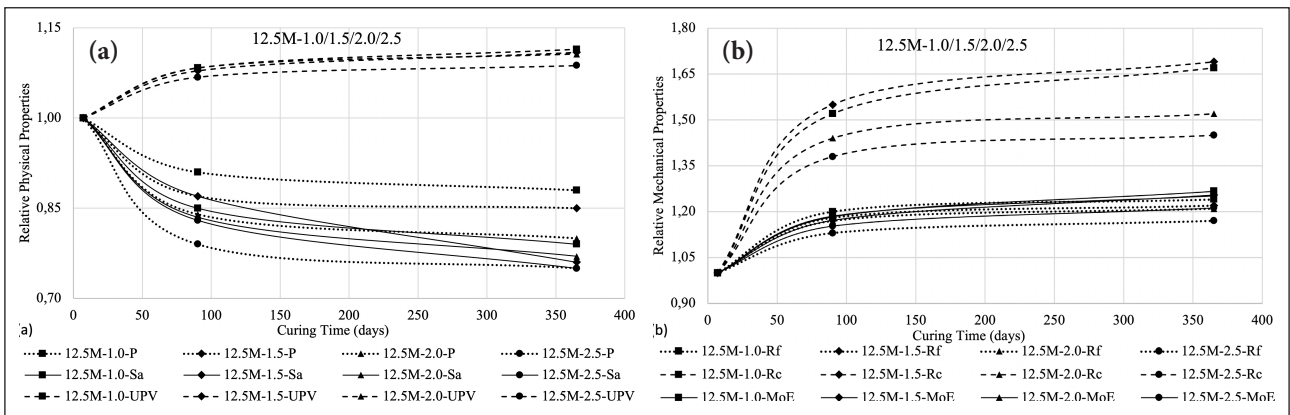 (a)
12.5M-1.0/1.5/2.0/2.5
1,15
1,00
0,85
0,70
Relative Physical Properties
0 50 100 150 200 250 300 350 400
Curing Time (days)
(a)
12.5M-1.0-P 12.5M-1.5-P 12.5M-2.0-P 12.5M-2.5-P
12.5M-1.0-Sa 12.5M-1.5-Sa 12.5M-2.0-Sa 12.5M-2.5-Sa
12.5M-1.0-UPV 12.5M-1.5-UPV 12.5M-2.0-UPV 12.5M-2.5-UPV
(b)
12.5M-1.0/1.5/2.0/2.5
1,80
1,65
1,50
1,35
1,20
1,05
0,90
Relative Mechanical Properties
0 50 100 150 200 250 300 350 400
Curing Time (days)
(b)
12.5M-1.0-Rf 12.5M-1.5-Rf 12.5M-2.0-Rf 12.5M-2.5-Rf
12.5M-1.0-Rc 12.5M-1.5-Rc 12.5M-2.0-Rc 12.5M-2.5-Rc
12.5M-1.0-MoE 12.5M-1.5-MoE 12.5M-2.0-MoE 12.5M-2.5-MoE